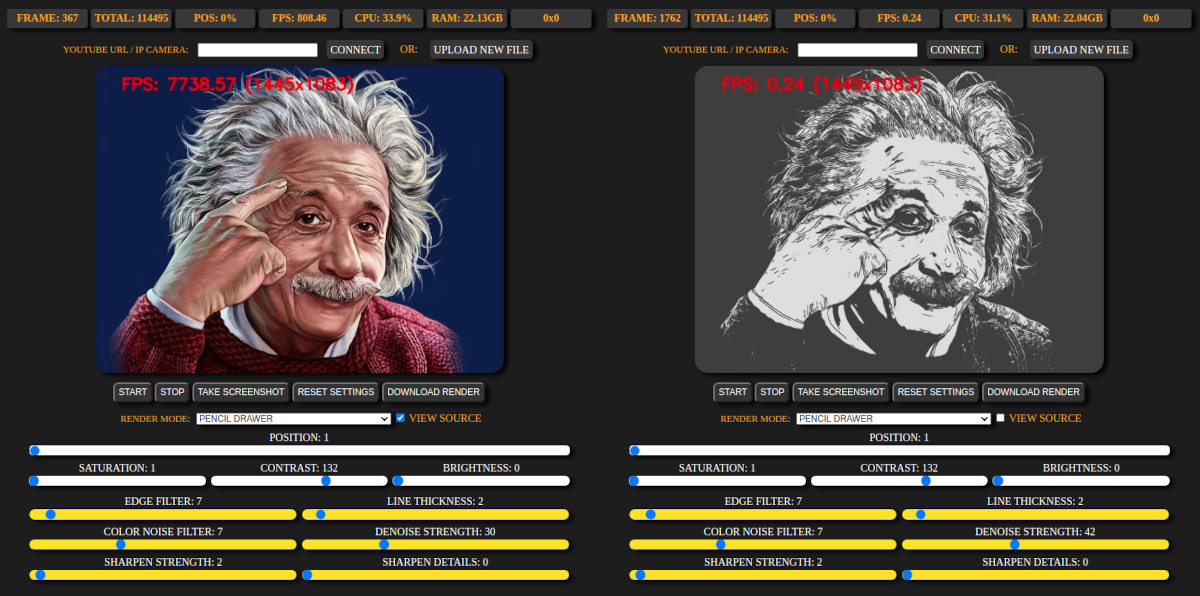 FRAME: 367 TOTAL: 114495 POS: 0% FPS: 808.46 CPU: 33.9% RAM: 22.13GB 0x0
YOUTUBE URL / IP CAMERA: CONNECT OR: UPLOAD NEW FILE
FPS: 7738.57 (1445x1083)
START STOP TAKE SCREENSHOT RESET SETTINGS DOWNLOAD RENDER
RENDER MODE: PENCIL DRAWER VIEW SOURCE
POSITION: 1
SATURATION: 1 CONTRAST: 132 BRIGHTNESS: 0
EDGE FILTER: 7 LINE THICKNESS: 2
COLOR NOISE FILTER: 7 DENOISE STRENGTH: 30
SHARPEN STRENGTH: 2 SHARPEN DETAILS: 0
FRAME: 1762 TOTAL: 114495 POS: 0% FPS: 0.24 CPU: 31.1% RAM: 22.04GB 0x0
YOUTUBE URL / IP CAMERA: CONNECT OR: UPLOAD NEW FILE
FPS: 0.24 (1445x1083)
START STOP TAKE SCREENSHOT RESET SETTINGS DOWNLOAD RENDER
RENDER MODE: PENCIL DRAWER VIEW SOURCE
POSITION: 1
SATURATION: 1 CONTRAST: 132 BRIGHTNESS: 0
EDGE FILTER: 7 LINE THICKNESS: 2
COLOR NOISE FILTER: 7 DENOISE STRENGTH: 42
SHARPEN STRENGTH: 2 SHARPEN DETAILS: 0